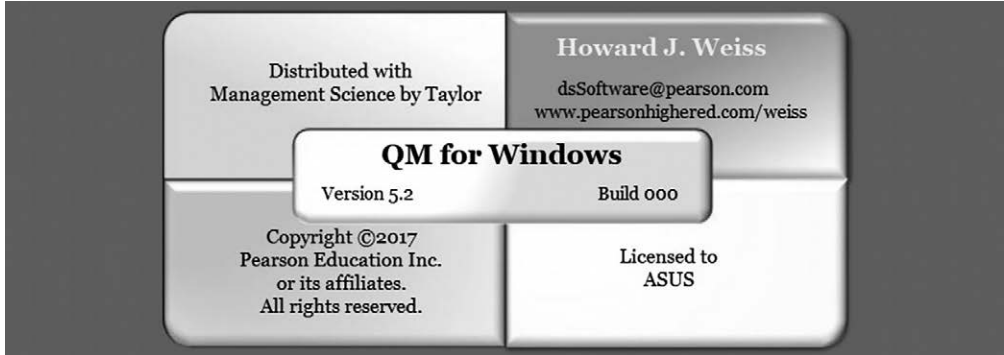 Distributed with
Management Science by Taylor
Howard J. Weiss
dsSoftware@pearson.com
www.pearsonhighered.com/weiss
QM for Windows
Version 5.2
Build 000
Copyright ©2017
Pearson Education Inc.
or its affiliates.
All rights reserved.
Licensed to
ASUS